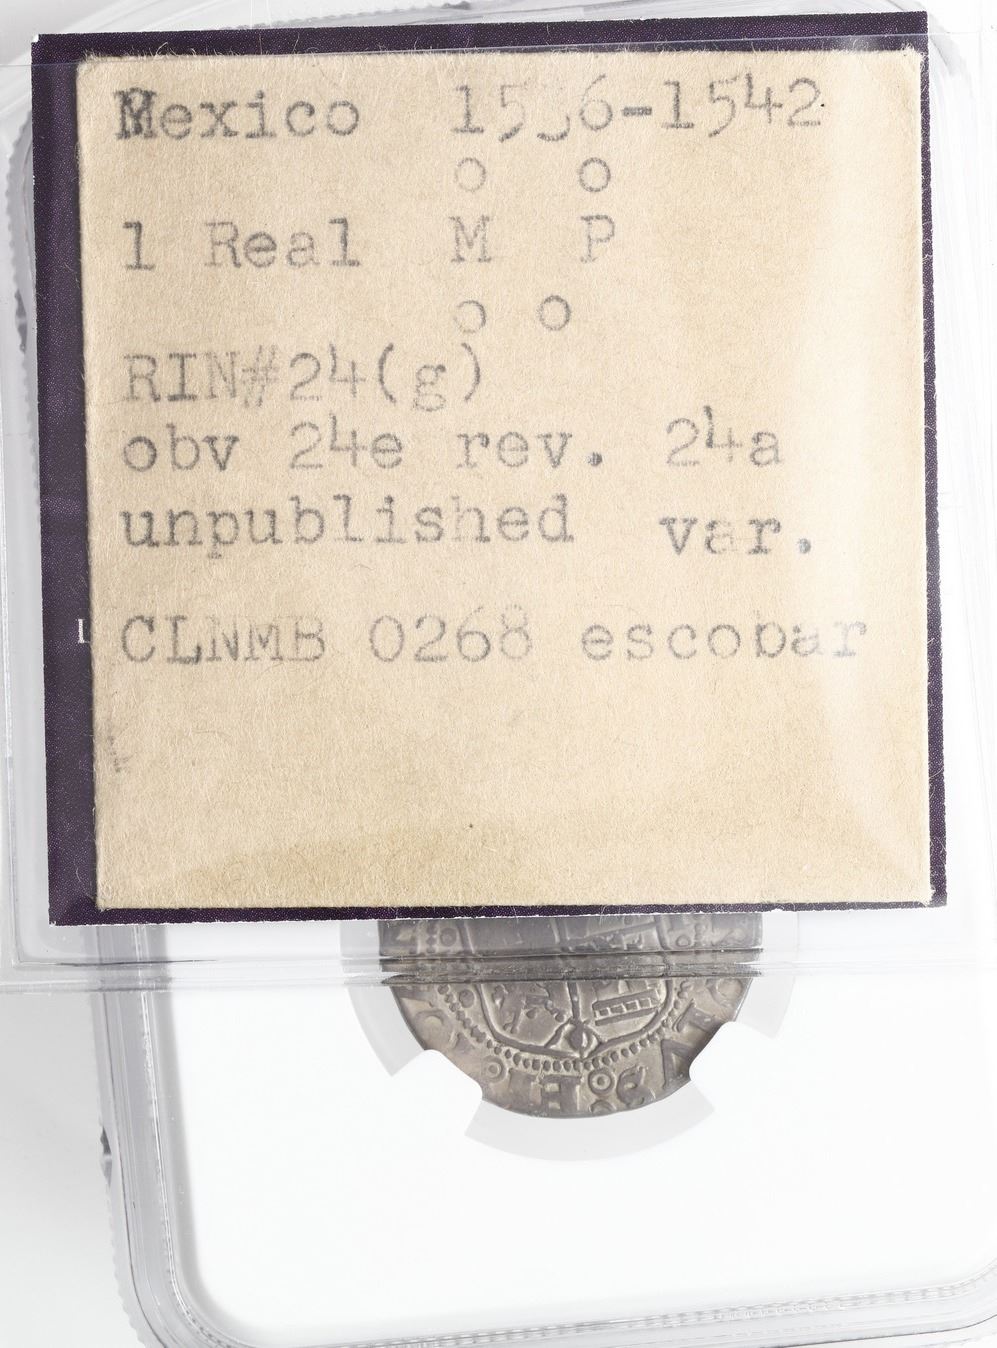 Mexico 1536-1542
o o
1 Real M P
o o
RIN#24(g)
obv 24e rev. 24a
unpublished var.
CLNMB 0268 escobar